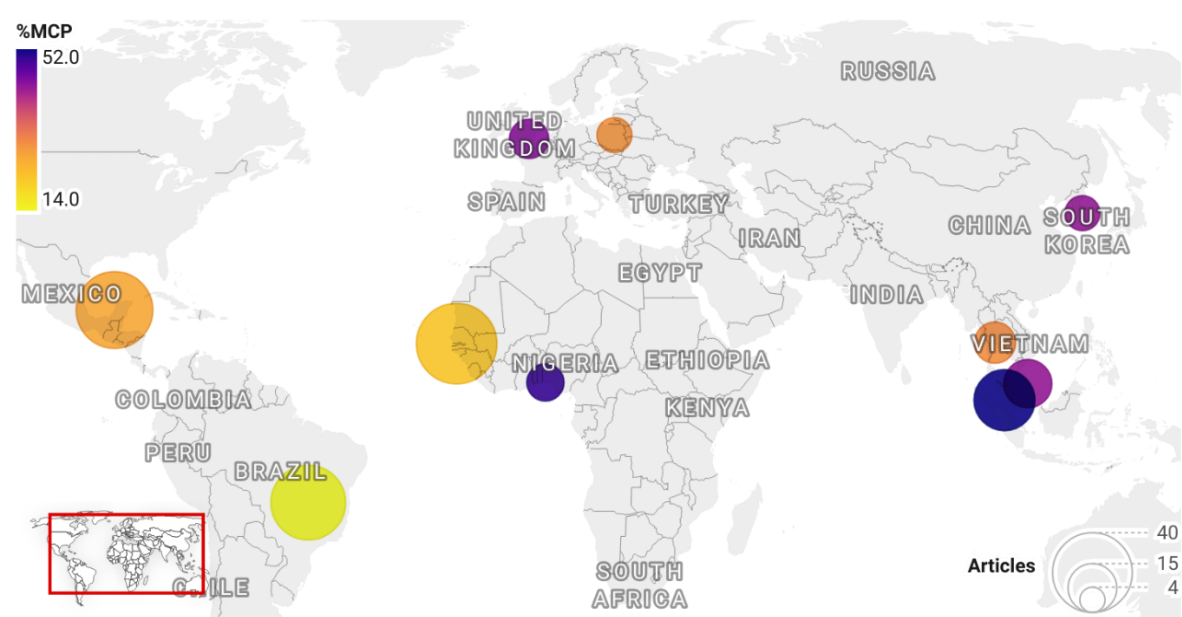 %MCP
52.0
14.0
RUSSIA
UNITED
KINGDOM
SPAIN
TURKEY
CHINA
SOUTH
KOREA
IRAN
EGYPT
INDIA
MEXICO
VIETNAM
NIGERIA
ETHIOPIA
COLOMBIA
KENYA
PERU
BRAZIL
40
Articles
15
4
SOUTH
AFRICA
CHILE